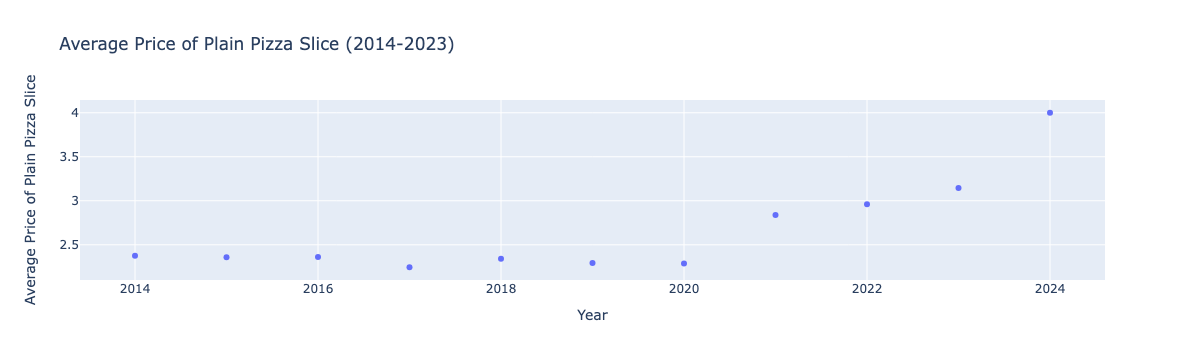 Average Price of Plain Pizza Slice (2014-2023)
Average Price of Plain Pizza Slice
4
3.5
3
2.5
2014 2016 2018 2020 2022 2024
Year